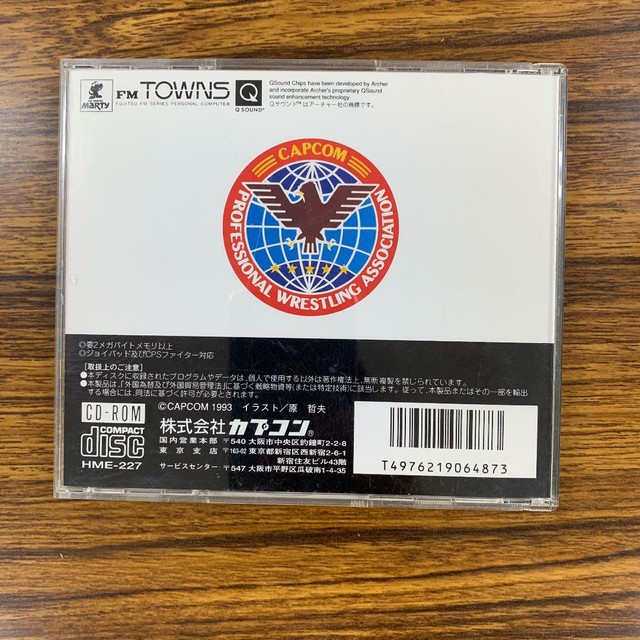 FM TOWNS
FUJITSU FM SERIES PERSONAL COMPUTER
MARTY
Q
Q SOUND™
QSound Chips have been developed by Archer
and incorporate Archer's proprietary QSound
sound enhancement technology.
Qサウンド™はアーチャー社の商標です。
CAPCOM
PROFESSIONAL WRESTLING ASSOCIATION
◎要2メガバイトメモリ以上
◎ジョイパッド及びCPSファイター対応
[取扱上のご注意]
●本ディスクに収録されたプログラムやデータは、個人で使用する以外は著作権法上、無断複製を禁じられています。
●本製品は、「外国為替及び外国貿易管理法」に基づく戦略物資等(または特定技術)に該当します。従って、本製品またはその一部を輸出
する場合には、同法に基づく許可が必要とされます。
©CAPCOM 1993 イラスト/原 哲夫
CD-ROM
COMPACT
disc
HME-227
株式会社カプコン®
国内営業本部 〒540 大阪市中央区釣鐘町2-2-8
東京支店 〒163-02 東京都新宿区西新宿2-6-1
新宿住友ビル43階
サービスセンター 〒547 大阪市平野区瓜破南1-4-35
T4976219064873